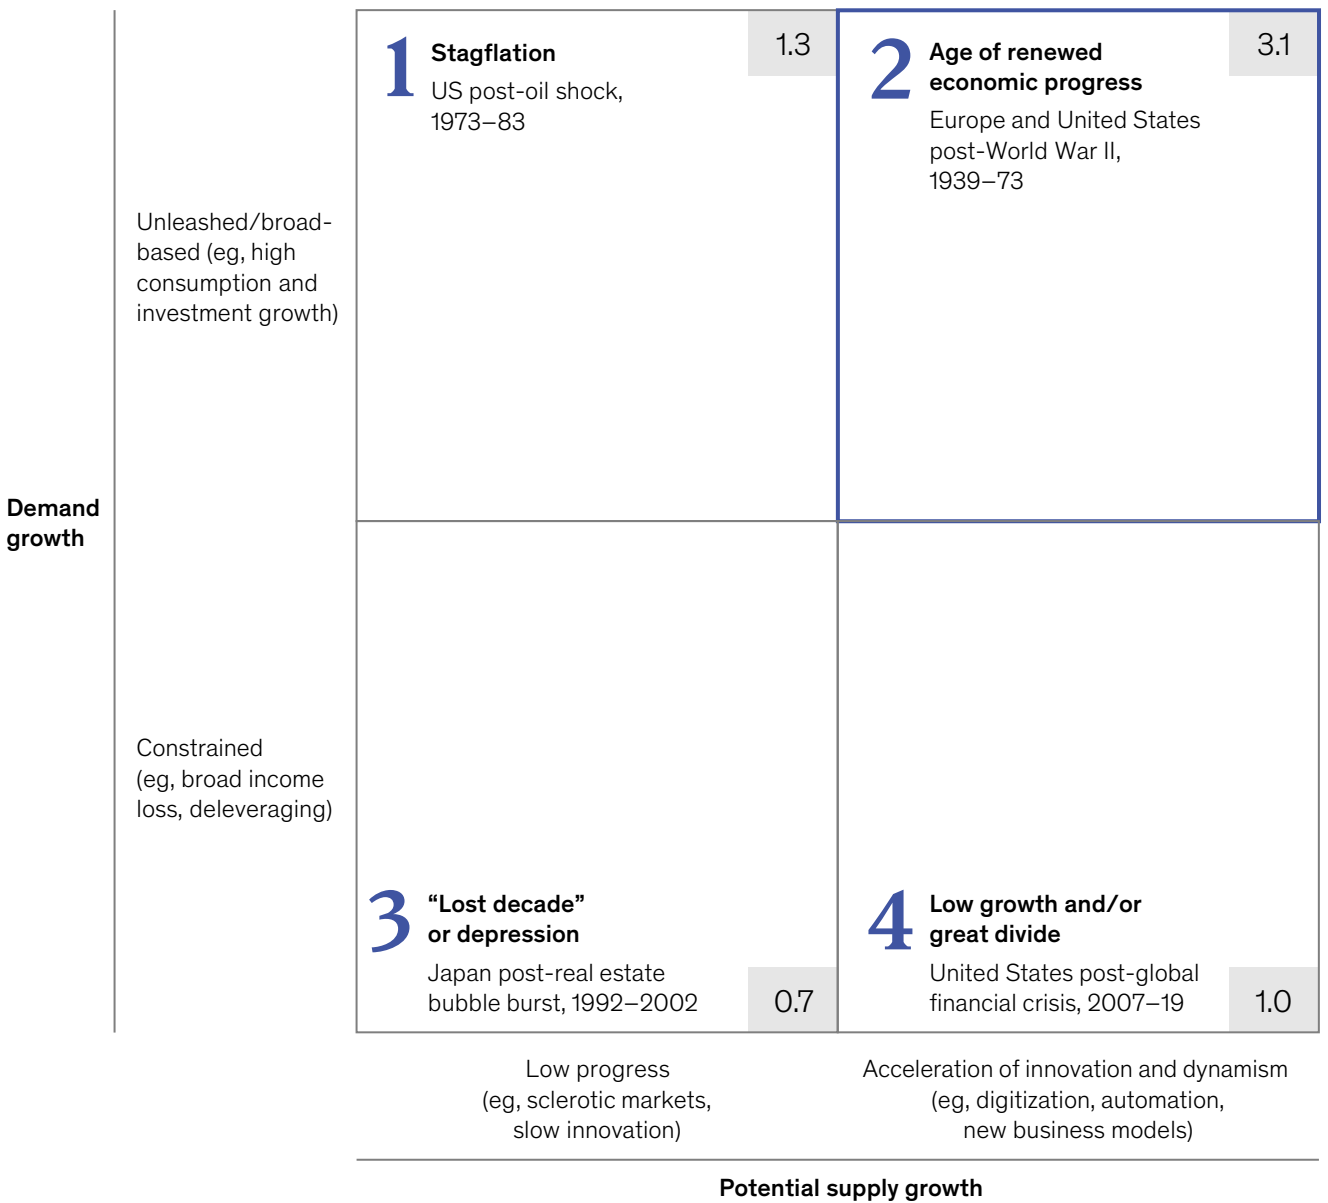 1 Stagflation
US post-oil shock,
1973–83
1.3
2 Age of renewed
economic progress
Europe and United States
post-World War II,
1939–73
3.1
Demand
growth
Unleashed/broad-
based (eg, high
consumption and
investment growth)
Constrained
(eg, broad income
loss, deleveraging)
3 “Lost decade”
or depression
Japan post-real estate
bubble burst, 1992–2002
0.7
4 Low growth and/or
great divide
United States post-global
financial crisis, 2007–19
1.0
Low progress
(eg, sclerotic markets,
slow innovation)
Acceleration of innovation and dynamism
(eg, digitization, automation,
new business models)
Potential supply growth